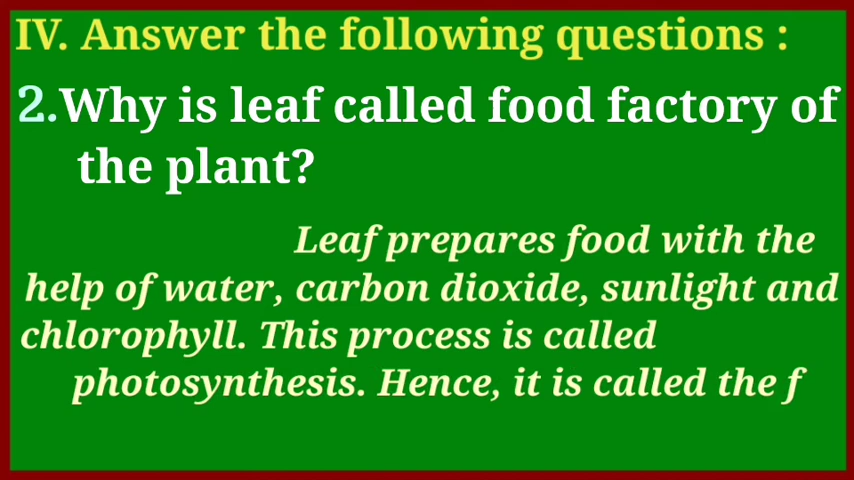 IV. Answer the following questions :
2.Why is leaf called food factory of
the plant?
Leaf prepares food with the
help of water, carbon dioxide, sunlight and
chlorophyll. This process is called
photosynthesis. Hence, it is called the f